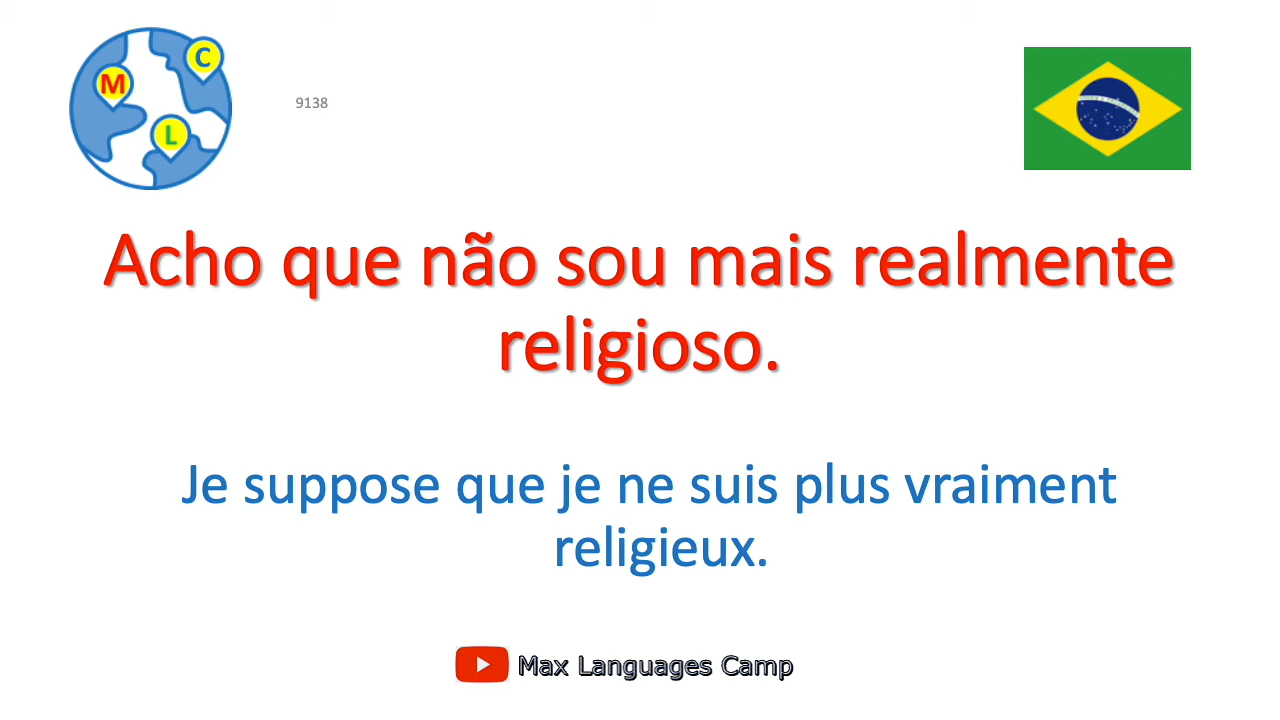 C
M
L
9138
Acho que não sou mais realmente
religioso.
Je suppose que je ne suis plus vraiment
religieux.
Max Languages Camp